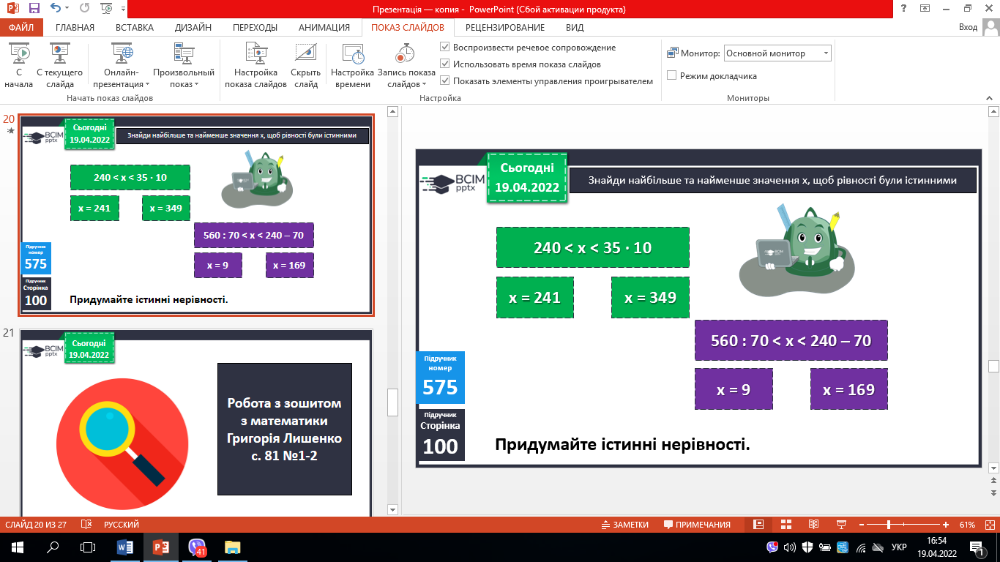 Презентація — копия - PowerPoint (Сбой активации продукта)
ФАЙЛ ГЛАВНАЯ ВСТАВКА ДИЗАЙН ПЕРЕХОДЫ АНИМАЦИЯ ПОКАЗ СЛАЙДОВ РЕЦЕНЗИРОВАНИЕ ВИД Вход
С начала
С текущего слайда
Онлайн-презентация
Произвольный показ
Начать показ слайдов
Настройка показа слайдов
Скрыть слайд
Настройка времени
Запись показа слайдов
Воспроизвести речевое сопровождение
Использовать время показа слайдов
Показать элементы управления проигрывателем
Настройка
Монитор: Основной монитор
Режим докладчика
Мониторы
20
Сьогодні
19.04.2022
BCIM
pptx
Знайди найбільше та найменше значення х, щоб рівності були істинними
240 < х < 35 · 10
х = 241
х = 349
560 : 70 < х < 240 – 70
х = 9
х = 169
Підручник
номер
575
Підручник
Сторінка
100
Придумайте істинні нерівності.
21
Сьогодні
19.04.2022
BCIM
pptx
Робота з зошитом
з математики
Григорія Лишенко
с. 81 №1-2
Сьогодні
19.04.2022
BCIM
pptx
Знайди найбільше та найменше значення х, щоб рівності були істинними
240 < х < 35 · 10
х = 241
х = 349
560 : 70 < х < 240 – 70
х = 9
х = 169
Підручник
номер
575
Підручник
Сторінка
100
Придумайте істинні нерівності.
СЛАЙД 20 ИЗ 27 РУССКИЙ ЗАМЕТКИ ПРИМЕЧАНИЯ 61%
41
УКР
16:54
19.04.2022
1